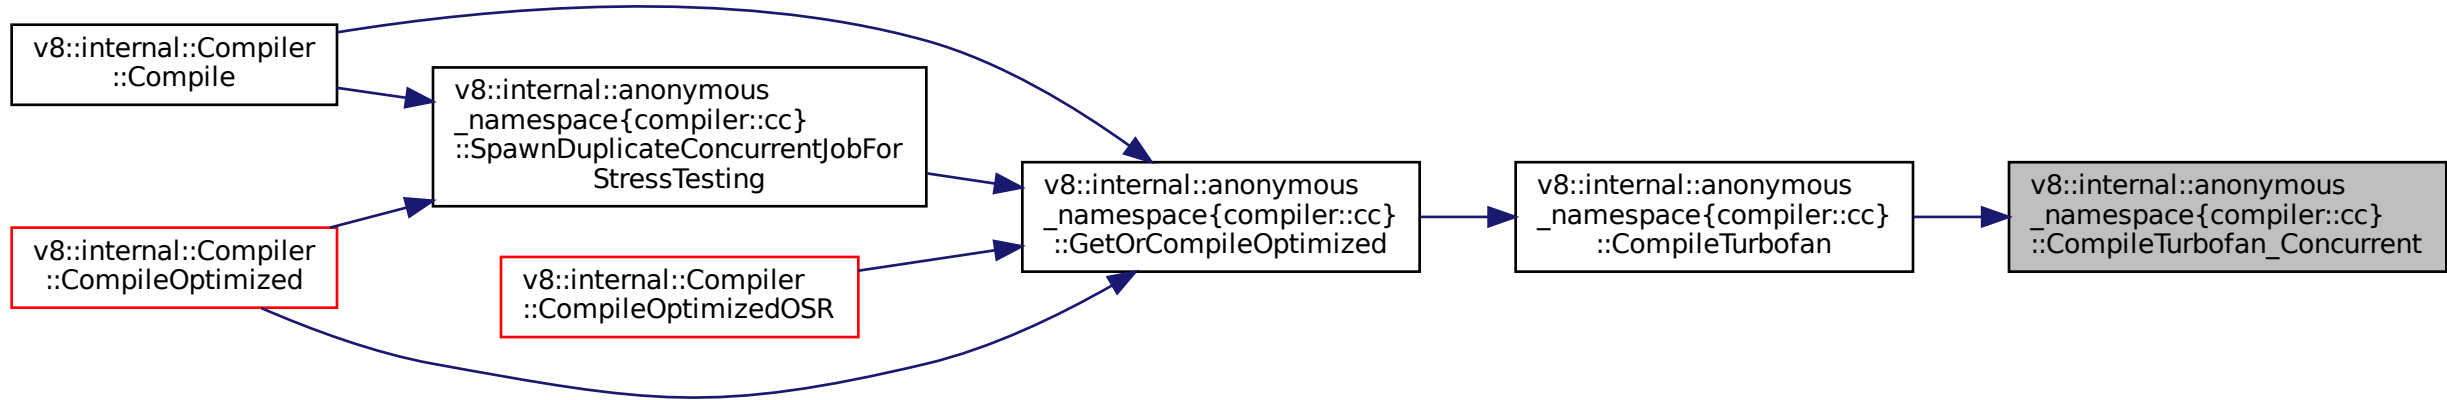 v8::internal::Compiler
::Compile
v8::internal::anonymous
_namespace{compiler::cc}
::SpawnDuplicateConcurrentJobFor
StressTesting
v8::internal::Compiler
::CompileOptimized
v8::internal::Compiler
::CompileOptimizedOSR
v8::internal::anonymous
_namespace{compiler::cc}
::GetOrCompileOptimized
v8::internal::anonymous
_namespace{compiler::cc}
::CompileTurbofan
v8::internal::anonymous
_namespace{compiler::cc}
::CompileTurbofan_Concurrent